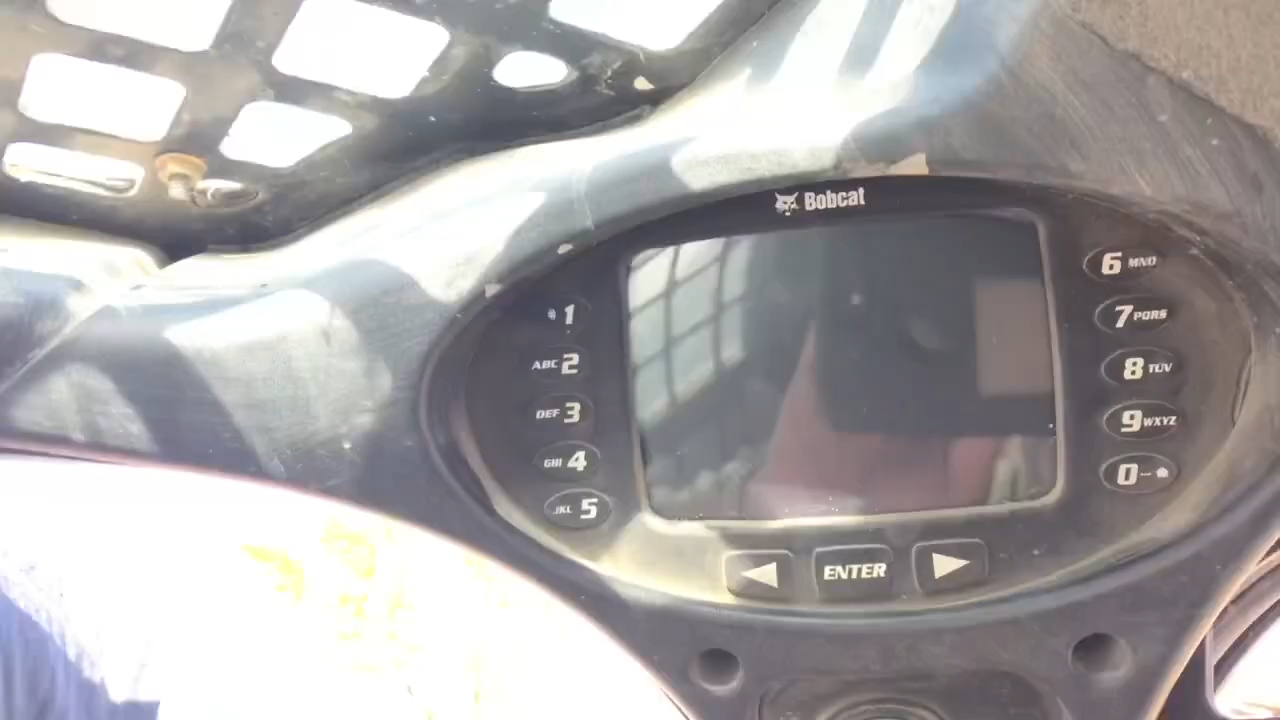 Bobcat
# 1
ABC 2
DEF 3
GHI 4
JKL 5
6 MNO
7 PQRS
8 TUV
9 WXYZ
0
ENTER